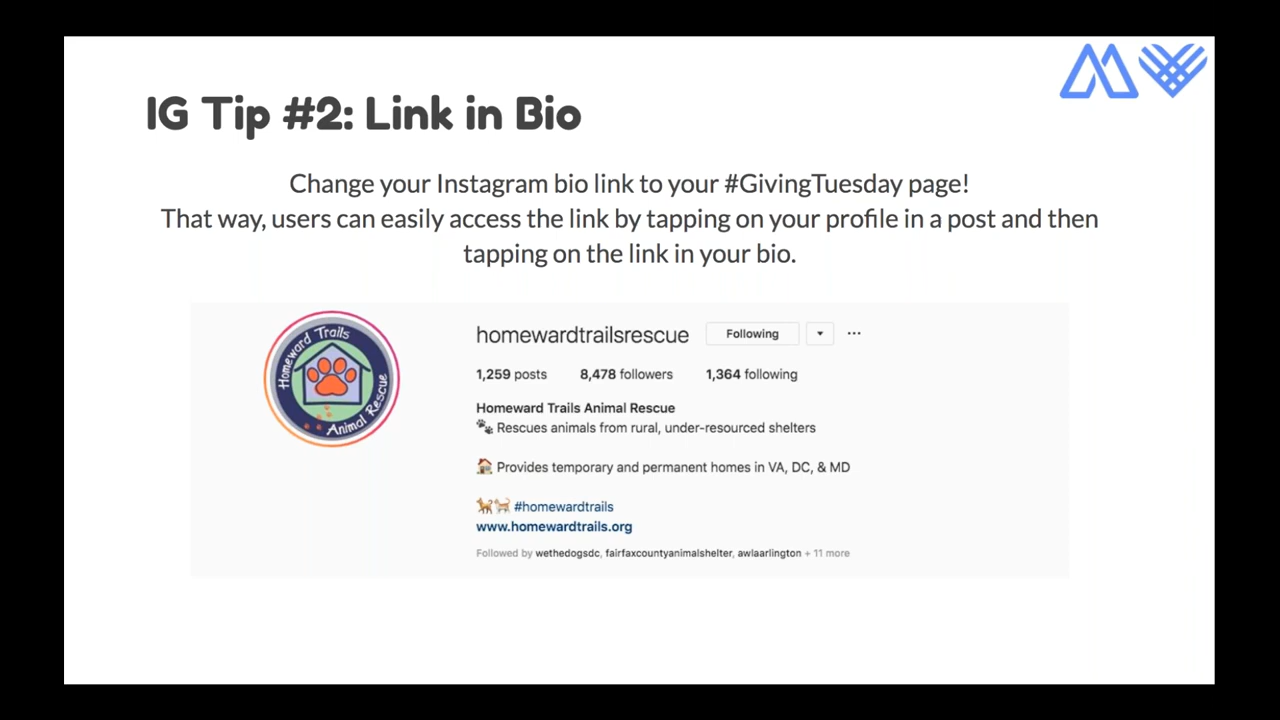 IG Tip #2: Link in Bio
Change your Instagram bio link to your #GivingTuesday page!
That way, users can easily access the link by tapping on your profile in a post and then
tapping on the link in your bio.
Homeward Trails
Animal Rescue
homewardtrailsrescue Following
1,259 posts 8,478 followers 1,364 following
Homeward Trails Animal Rescue
🐾 Rescues animals from rural, under-resourced shelters
🏠 Provides temporary and permanent homes in VA, DC, & MD
🐕🐈 #homewardtrails
www.homewardtrails.org
Followed by wethedogsdc, fairfaxcountyanimalshelter, awlaarlington + 11 more